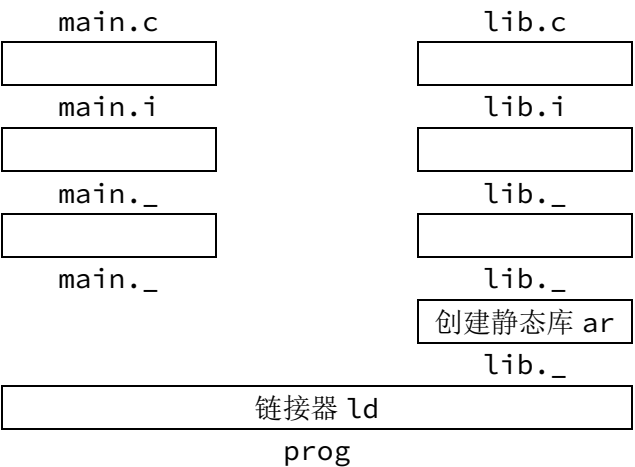 main.c lib.c
main.i lib.i
main._ lib._
main._ lib._
创建静态库 ar
lib._
链接器 ld
prog